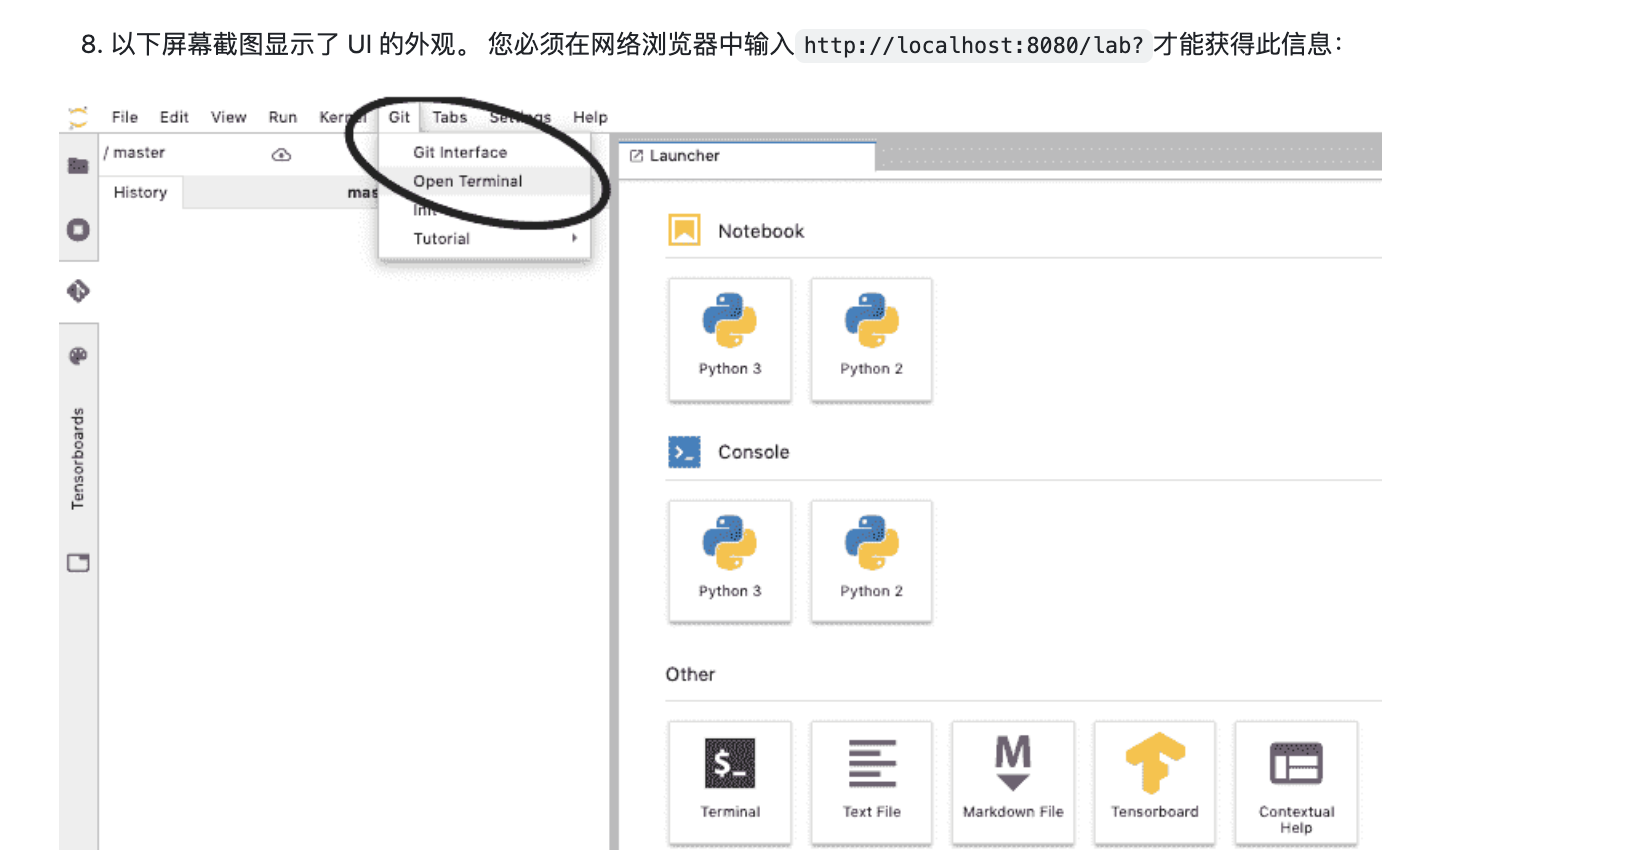 8. 以下屏幕截图显示了 UI 的外观。 您必须在网络浏览器中输入 http://localhost:8080/lab? 才能获得此信息：
File Edit View Run Kernel Git Tabs Settings Help
/ master
Git Interface
Launcher
History
mas
Open Terminal
Init
Tutorial
Notebook
Python 3
Python 2
Console
Python 3
Python 2
Tensorboards
Other
$_
M
Terminal
Text File
Markdown File
Tensorboard
Contextual
Help